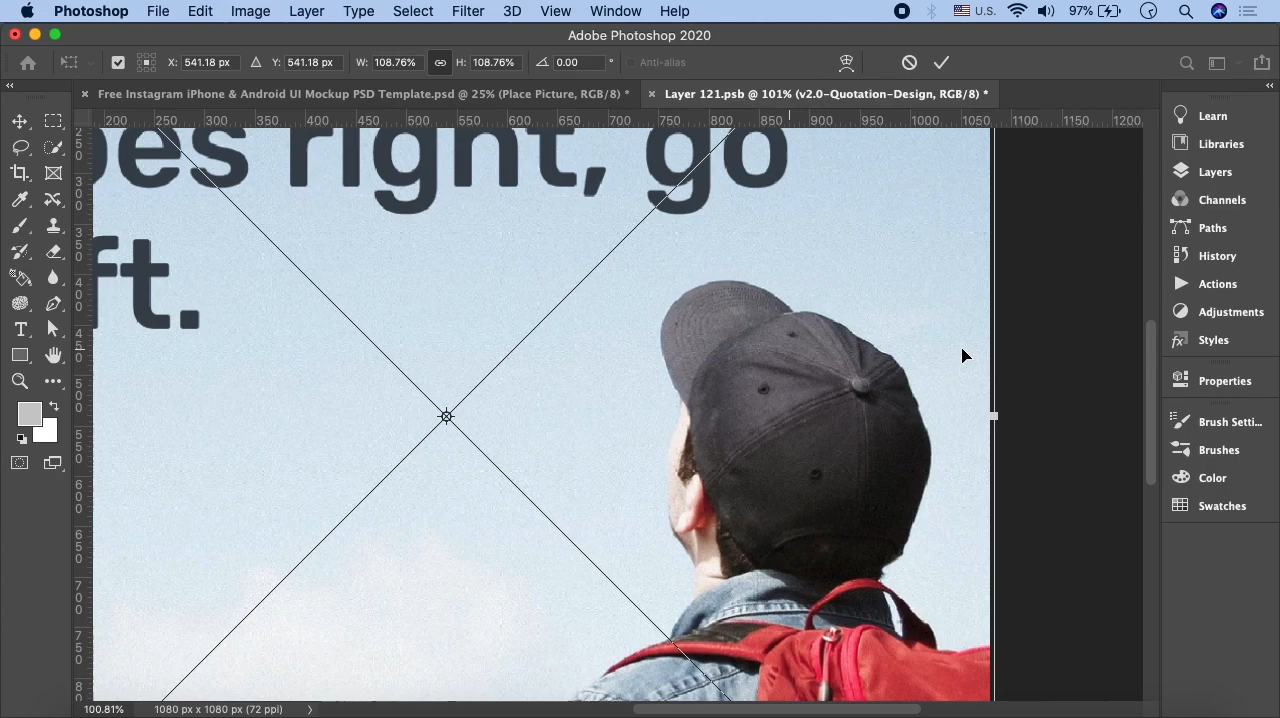 Photoshop File Edit Image Layer Type Select Filter 3D View Window Help U.S. 97%
Adobe Photoshop 2020
X: 541.18 px Y: 541.18 px W: 108.76% H: 108.76% 0.00 ° Anti-alias
Free Instagram iPhone & Android UI Mockup PSD Template.psd @ 25% (Place Picture, RGB/8) *
Layer 121.psb @ 101% (v2.0-Quotation-Design, RGB/8) *
200 250 300 350 400 450 500 550 600 650 700 750 800 850 900 950 1000 1050 1100 1150 1200
oes right, go
ft.
Learn
Libraries
Layers
Channels
Paths
History
Actions
Adjustments
Styles
Properties
Brush Setti...
Brushes
Color
Swatches
100.81% 1080 px x 1080 px (72 ppi)